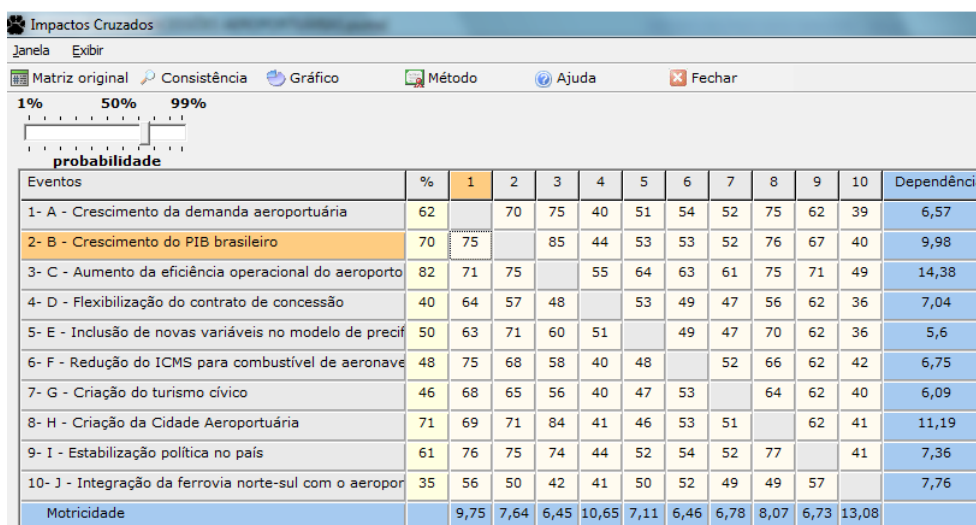 Impactos Cruzados
Janela Exibir
Matriz original Consistência Gráfico Método Ajuda Fechar
1% 50% 99%
probabilidade
Eventos % 1 2 3 4 5 6 7 8 9 10 Dependênci
1- A - Crescimento da demanda aeroportuária 62 70 75 40 51 54 52 75 62 39 6,57
2- B - Crescimento do PIB brasileiro 70 75 85 44 53 53 52 76 67 40 9,98
3- C - Aumento da eficiência operacional do aeroporto 82 71 75 55 64 63 61 75 71 49 14,38
4- D - Flexibilização do contrato de concessão 40 64 57 48 53 49 47 56 62 36 7,04
5- E - Inclusão de novas variáveis no modelo de precif 50 63 71 60 51 49 47 70 62 36 5,6
6- F - Redução do ICMS para combustível de aeronave 48 75 68 58 40 48 52 66 62 42 6,75
7- G - Criação do turismo cívico 46 68 65 56 40 47 53 64 62 40 6,09
8- H - Criação da Cidade Aeroportuária 71 69 71 84 41 46 53 51 62 41 11,19
9- I - Estabilização política no país 61 76 75 74 44 52 54 52 77 41 7,36
10- J - Integração da ferrovia norte-sul com o aeropor 35 56 50 42 41 50 52 49 49 57 7,76
Motricidade 9,75 7,64 6,45 10,65 7,11 6,46 6,78 8,07 6,73 13,08